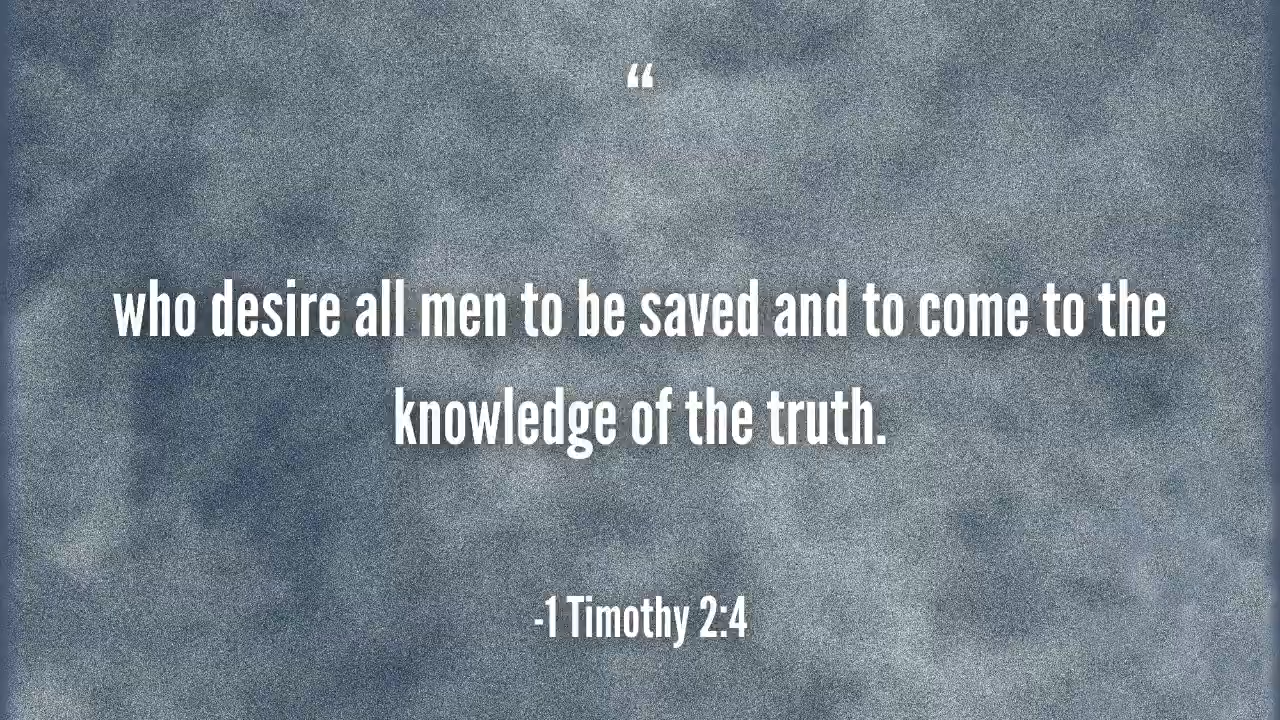 “
who desire all men to be saved and to come to the
knowledge of the truth.
-1 Timothy 2:4